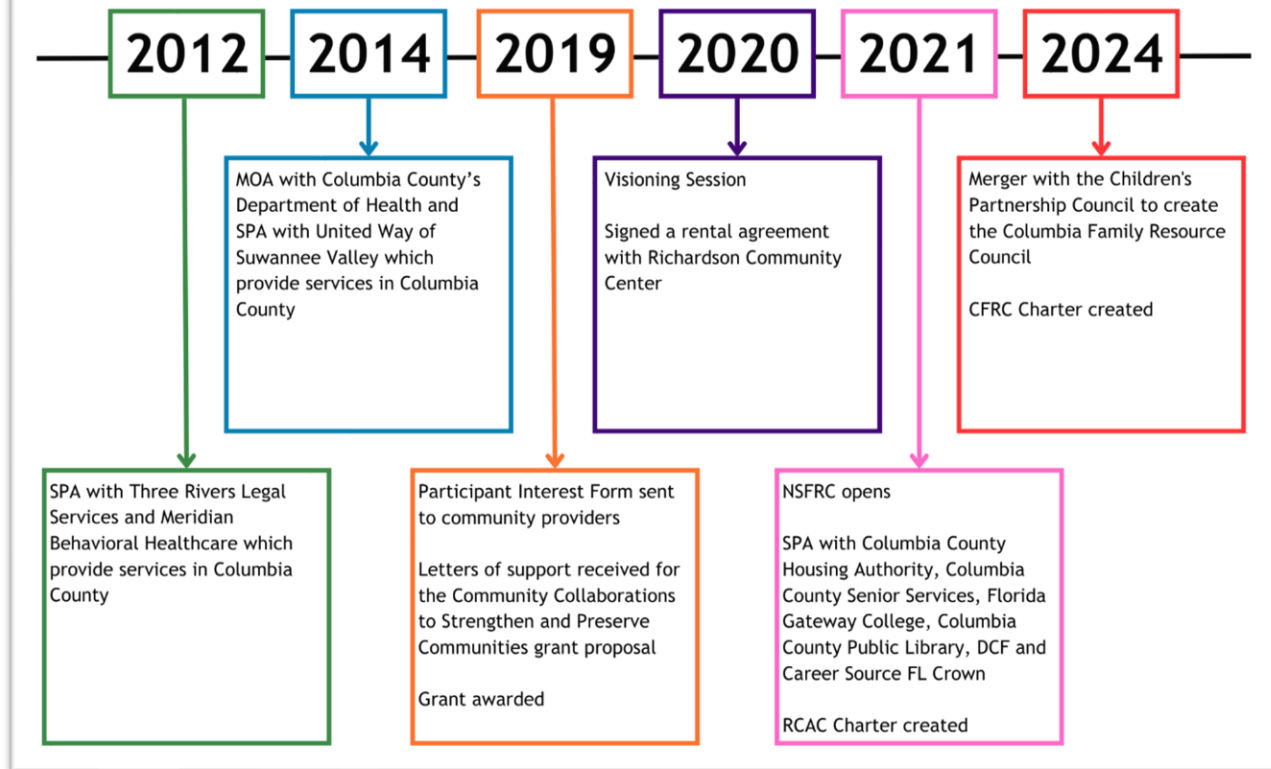 2012
2014
2019
2020
2021
2024
MOA with Columbia County’s
Department of Health and
SPA with United Way of
Suwannee Valley which
provide services in Columbia
County
Visioning Session
Signed a rental agreement
with Richardson Community
Center
Merger with the Children's
Partnership Council to create
the Columbia Family Resource
Council
CFRC Charter created
SPA with Three Rivers Legal
Services and Meridian
Behavioral Healthcare which
provide services in Columbia
County
Participant Interest Form sent
to community providers
Letters of support received for
the Community Collaborations
to Strengthen and Preserve
Communities grant proposal
Grant awarded
NSFRC opens
SPA with Columbia County
Housing Authority, Columbia
County Senior Services, Florida
Gateway College, Columbia
County Public Library, DCF and
Career Source FL Crown
RCAC Charter created